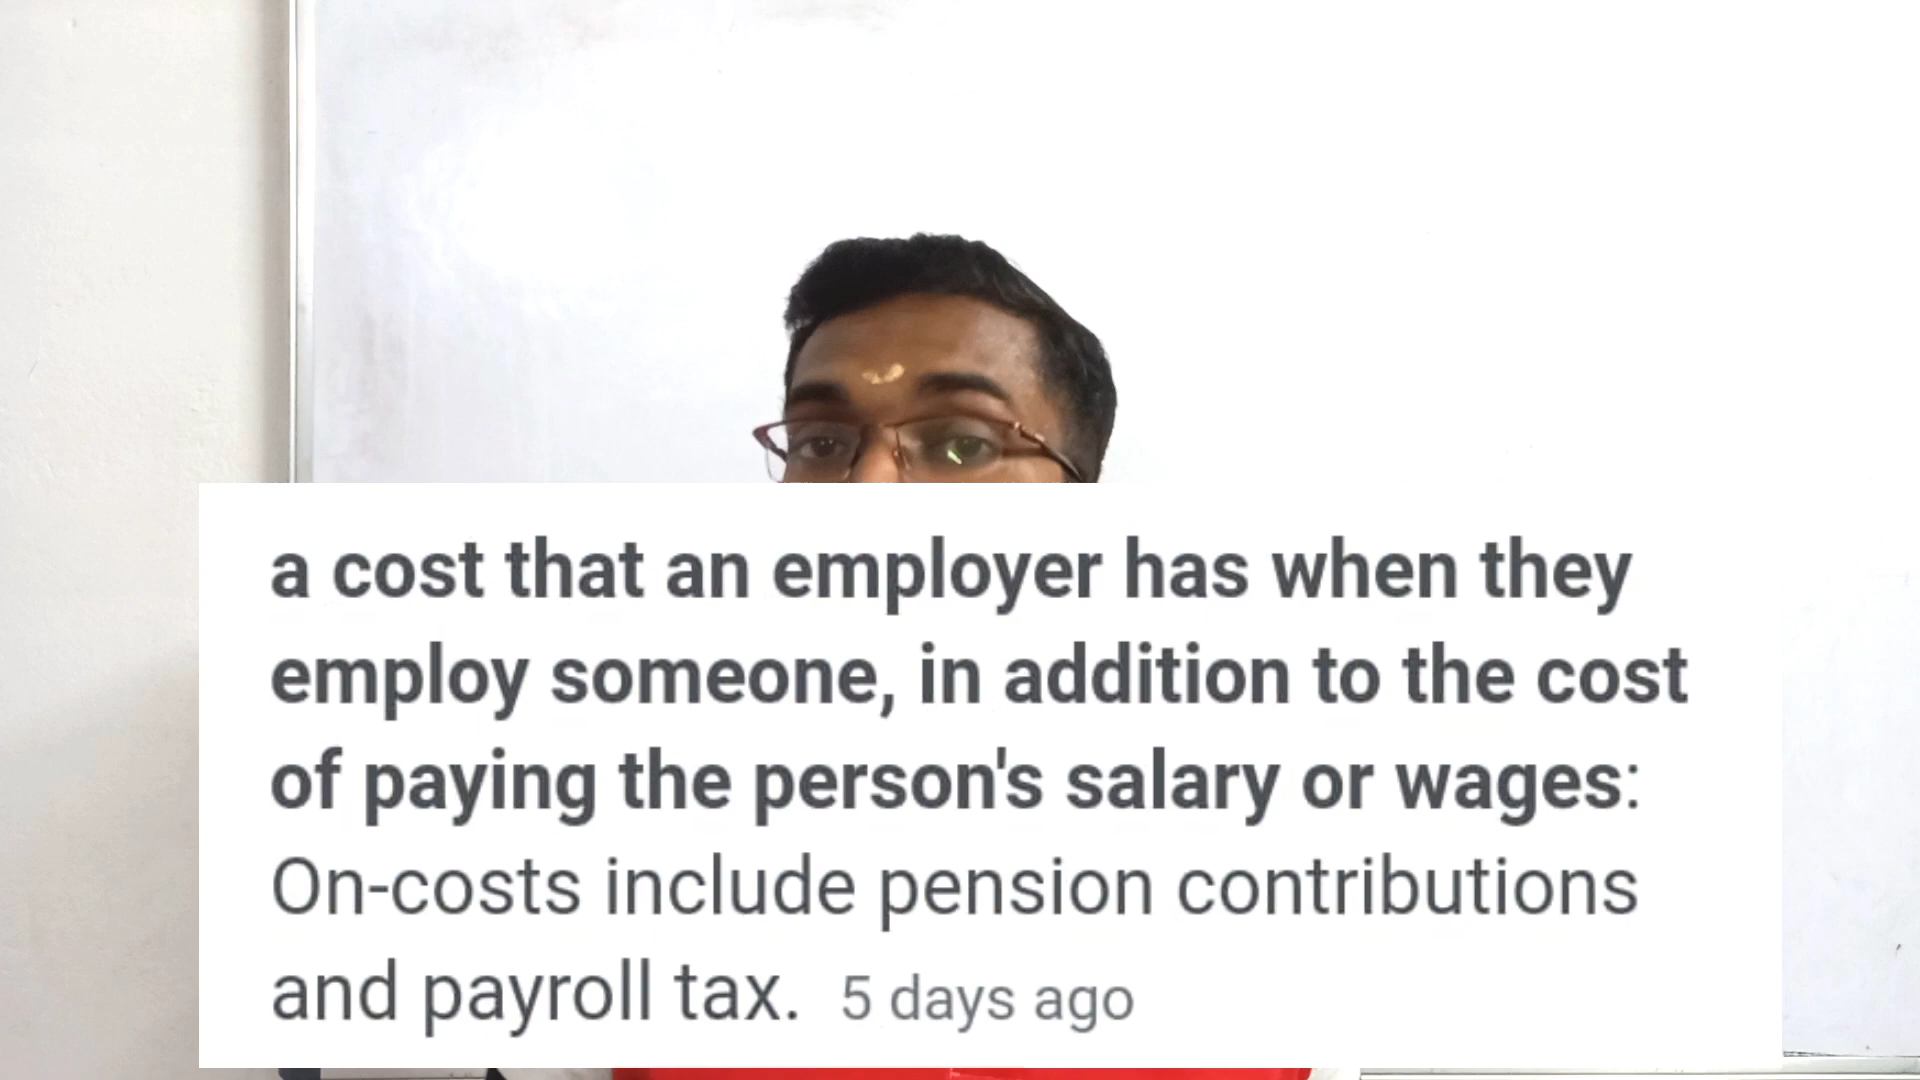 a cost that an employer has when they
employ someone, in addition to the cost
of paying the person's salary or wages:
On-costs include pension contributions
and payroll tax. 5 days ago